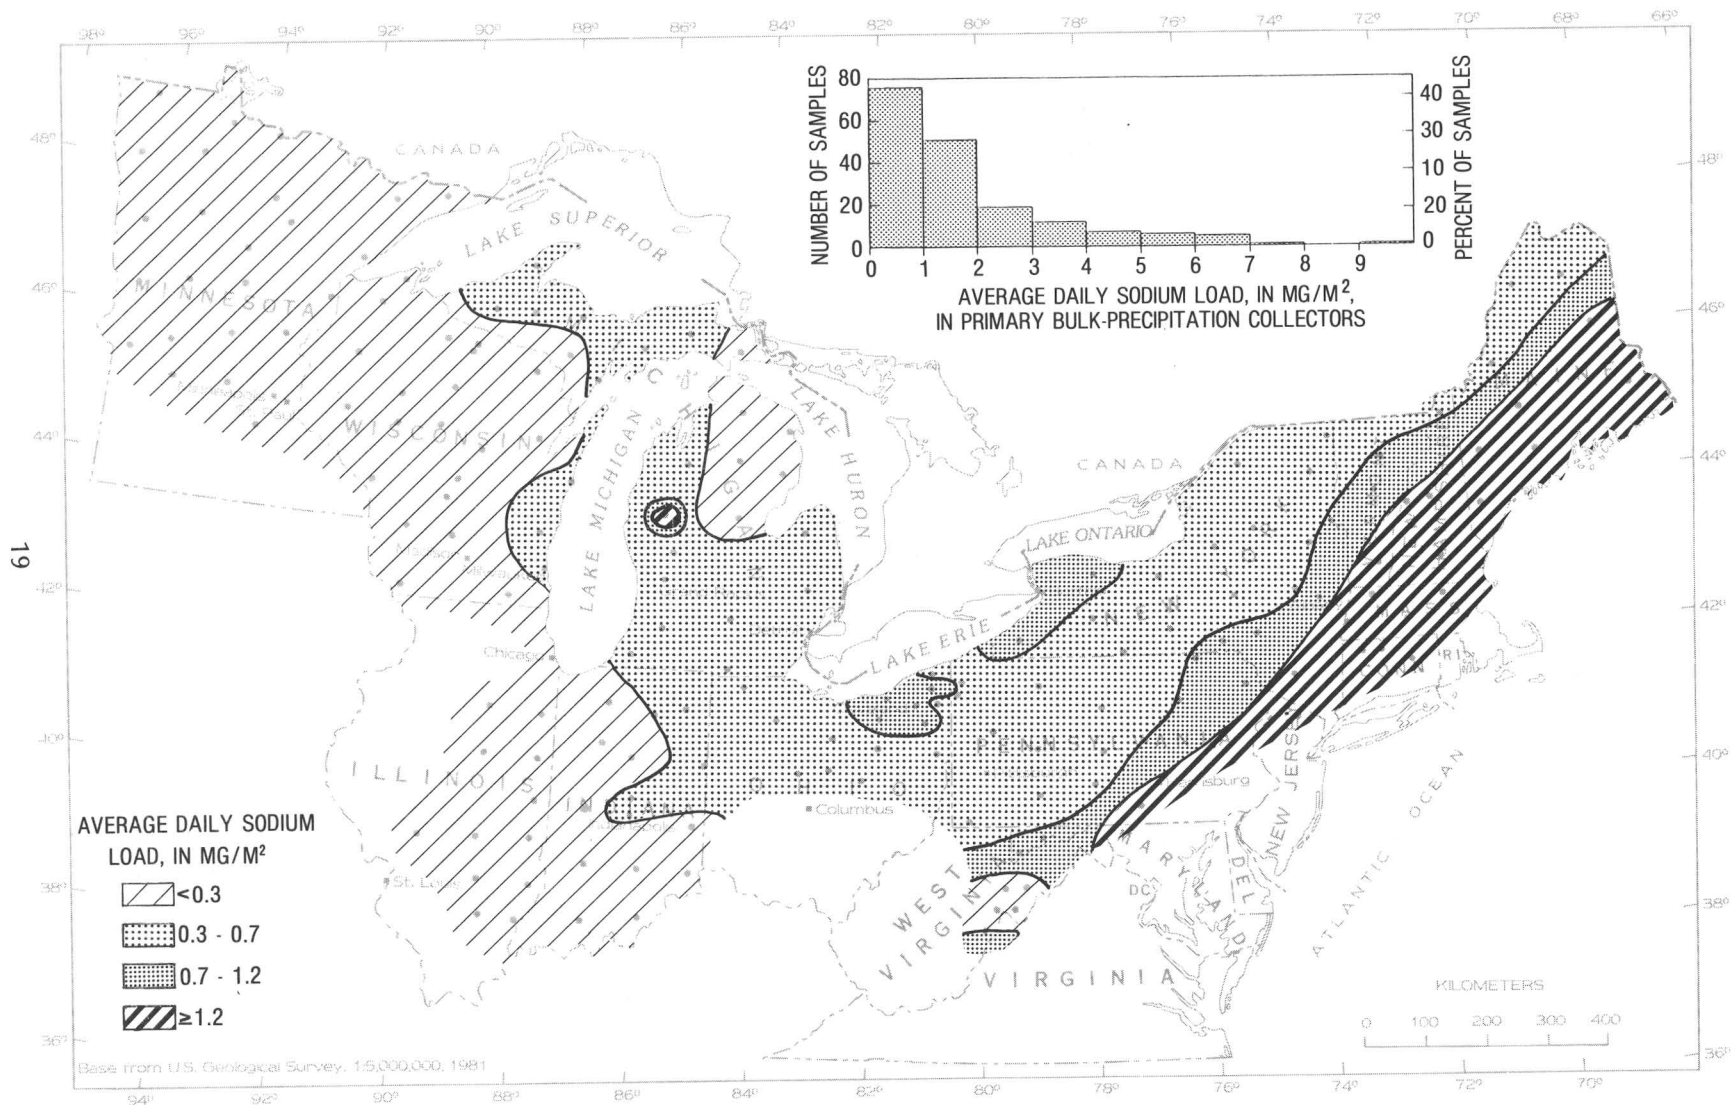 98° 96° 94° 92° 90° 88° 86° 84° 82° 80° 78° 76° 74° 72° 70° 68° 66°
NUMBER OF SAMPLES
80
60
40
20
0
40
30
10
20
0
PERCENT OF SAMPLES
0 1 2 3 4 5 6 7 8 9
AVERAGE DAILY SODIUM LOAD, IN MG/M²,
IN PRIMARY BULK-PRECIPITATION COLLECTORS
48°
46°
44°
42°
40°
38°
36°
48°
46°
44°
42°
40°
38°
36°
CANADA
LAKE SUPERIOR
MINNESOTA
WISCONSIN
LAKE MICHIGAN
LAKE HURON
CANADA
LAKE ONTARIO
LAKE ERIE
NEW
MASS
CONN
RI
Chicago
PENNSYLVANIA
ILLINOIS
INDIANA
OHIO
Columbus
Indianapolis
St. Louis
NEW JERSEY
MARYLAND
DEL
DC
WEST
VIRGINIA
VIRGINIA
ATLANTIC OCEAN
19
AVERAGE DAILY SODIUM
LOAD, IN MG/M²
<0.3
0.3 - 0.7
0.7 - 1.2
≥1.2
KILOMETERS
0 100 200 300 400
Base from U.S. Geological Survey, 1:5,000,000, 1981
94° 92° 90° 88° 86° 84° 82° 80° 78° 76° 74° 72° 70°